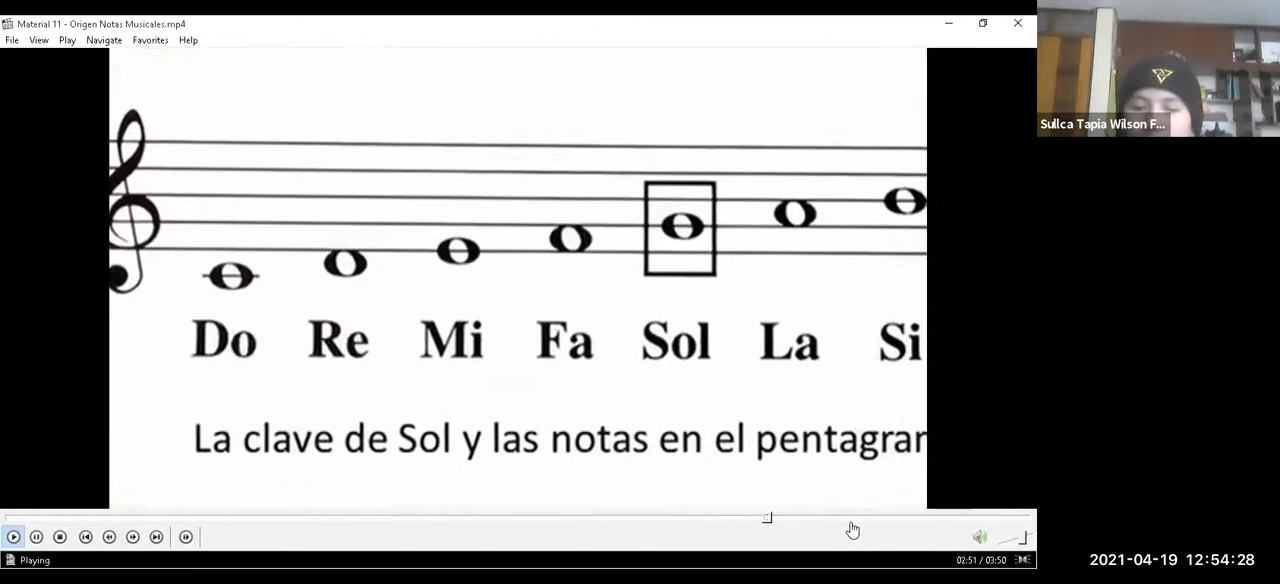 Material 11 - Origen Notas Musicales.mp4
File View Play Navigate Favorites Help
Sullca Tapia Wilson F...
Do Re Mi Fa Sol La Si
La clave de Sol y las notas en el
Playing
02:51 / 03:50
2021-04-19 12:54:28